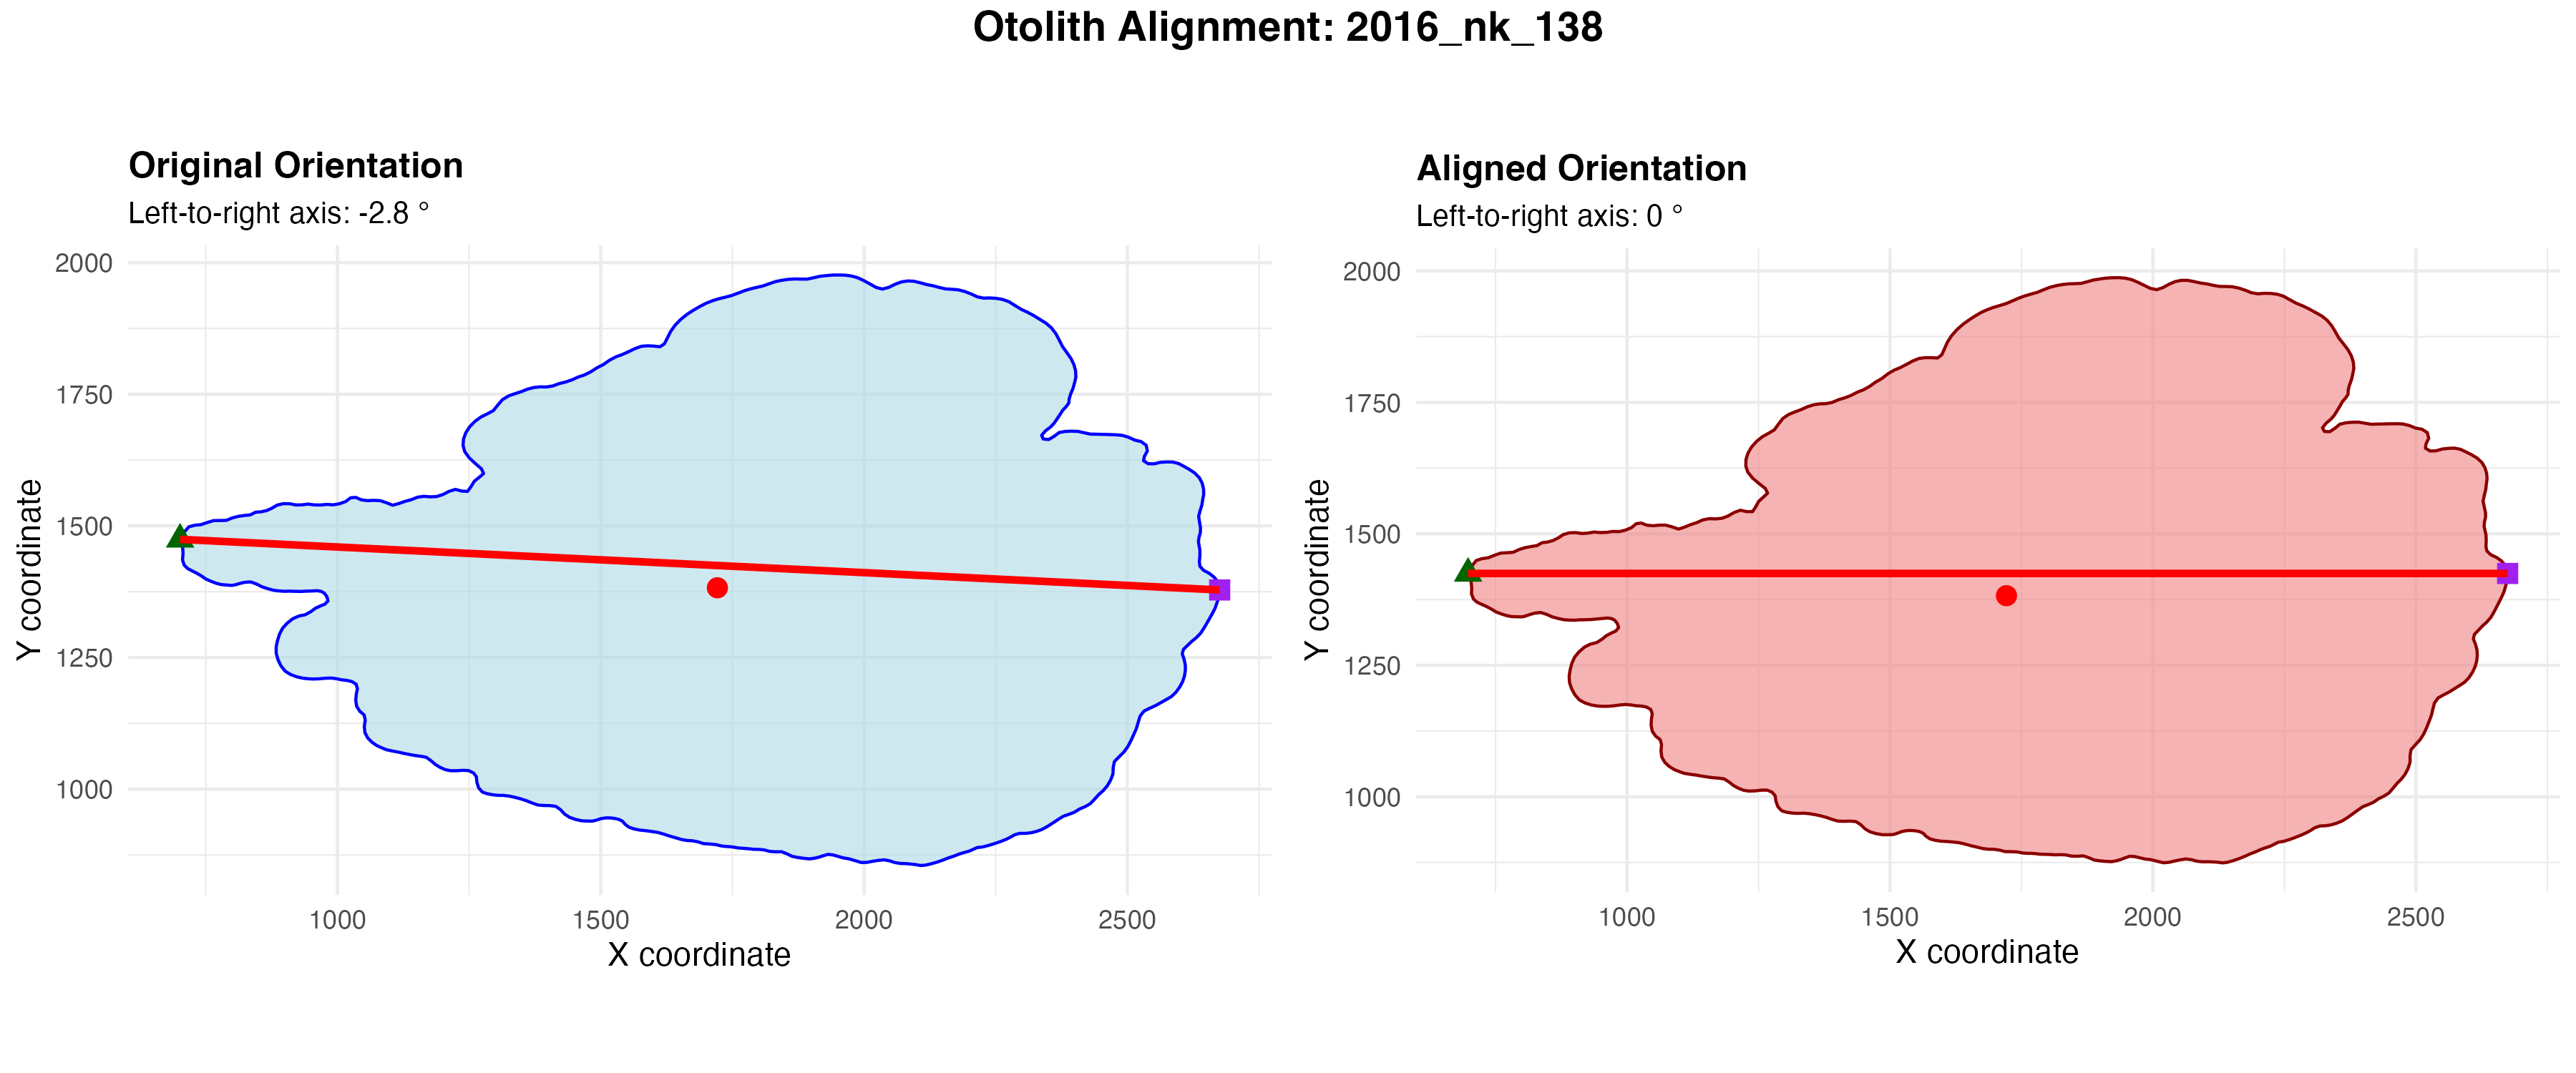 Otolith Alignment: 2016_nk_138
Original Orientation
Left-to-right axis: -2.8 °
2000
1750
1500
1250
1000
Y coordinate
1000 1500 2000 2500
X coordinate
Aligned Orientation
Left-to-right axis: 0 °
2000
1750
1500
1250
1000
Y coordinate
1000 1500 2000 2500
X coordinate